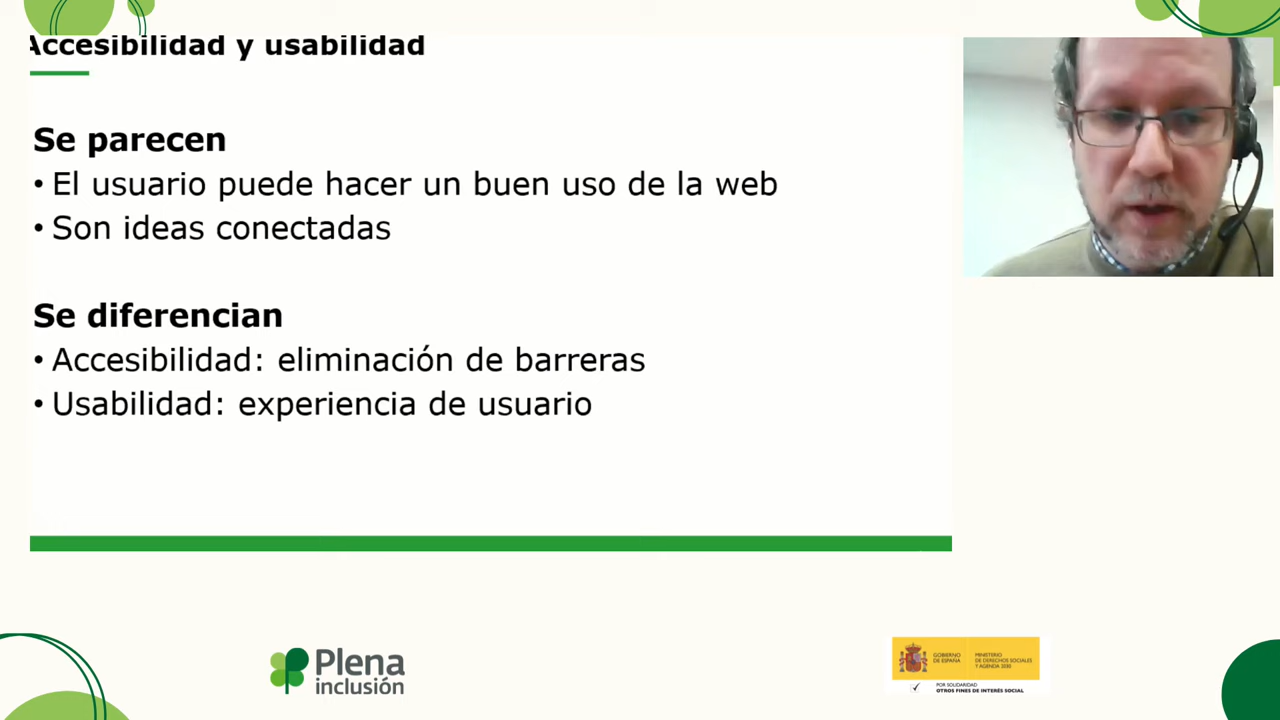 Accesibilidad y usabilidad
Se parecen
• El usuario puede hacer un buen uso de la web
• Son ideas conectadas
Se diferencian
• Accesibilidad: eliminación de barreras
• Usabilidad: experiencia de usuario
Plena
inclusión
GOBIERNO
DE ESPAÑA
MINISTERIO
DE DERECHOS SOCIALES
Y AGENDA 2030
POR SOLIDARIDAD
OTROS FINES DE INTERÉS SOCIAL